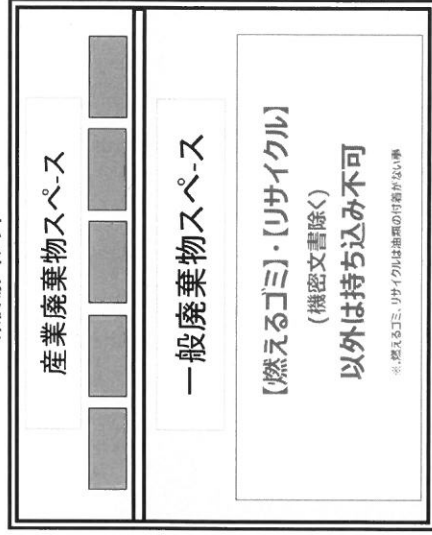 産業廃棄物スペース
一般廃棄物スペース
【燃えるゴミ】・【リサイクル】
(機密文書除く)
以外は持ち込み不可
※.燃えるゴミ、リサイクルは油類の付着がない事